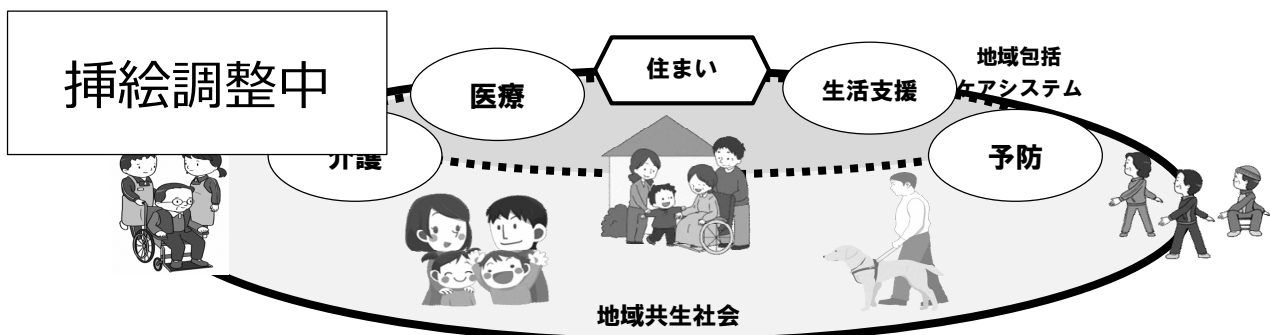 挿絵調整中
医療
住まい
生活支援
地域包括
ケアシステム
介護
予防
地域共生社会